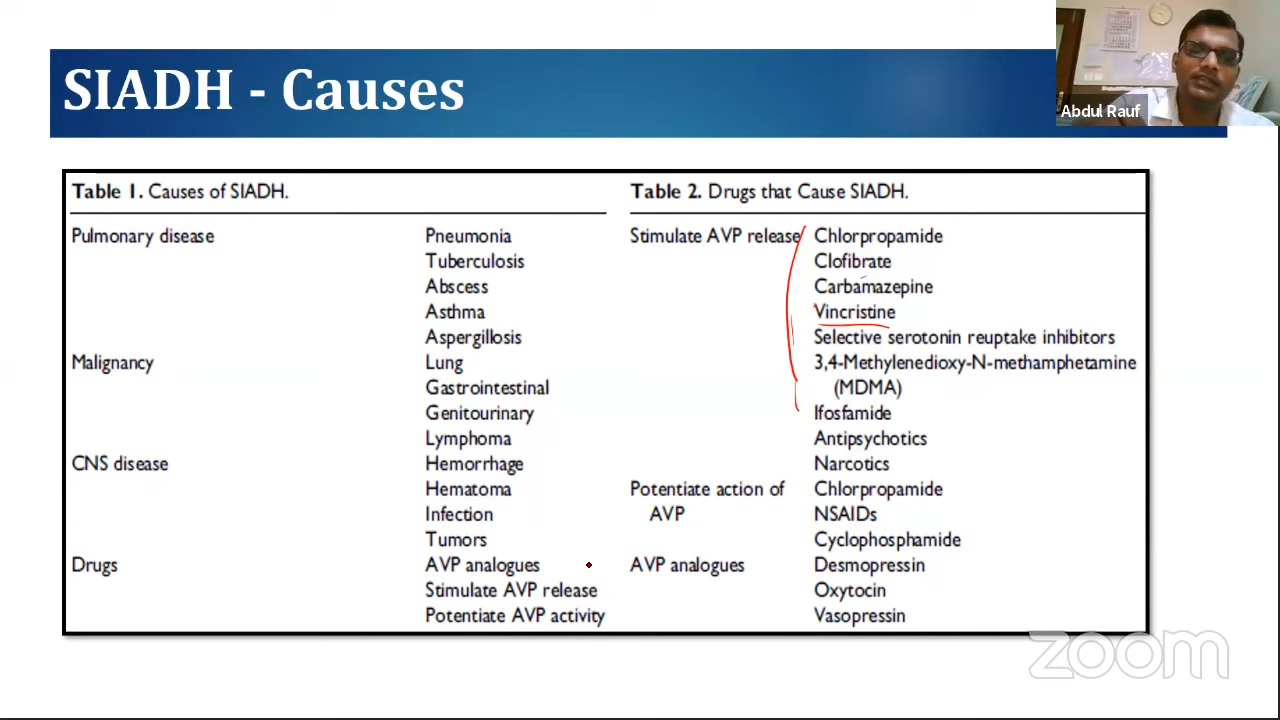 SIADH - Causes
Abdul Rauf
Table 1. Causes of SIADH.
Pulmonary disease Pneumonia
Tuberculosis
Abscess
Asthma
Aspergillosis
Malignancy Lung
Gastrointestinal
Genitourinary
Lymphoma
CNS disease Hemorrhage
Hematoma
Infection
Tumors
Drugs AVP analogues
Stimulate AVP release
Potentiate AVP activity
Table 2. Drugs that Cause SIADH.
Stimulate AVP release Chlorpropamide
Clofibrate
Carbamazepine
Vincristine
Selective serotonin reuptake inhibitors
3,4-Methylenedioxy-N-methamphetamine
(MDMA)
Ifosfamide
Antipsychotics
Narcotics
Potentiate action of Chlorpropamide
AVP NSAIDs
Cyclophosphamide
AVP analogues Desmopressin
Oxytocin
Vasopressin
zoom